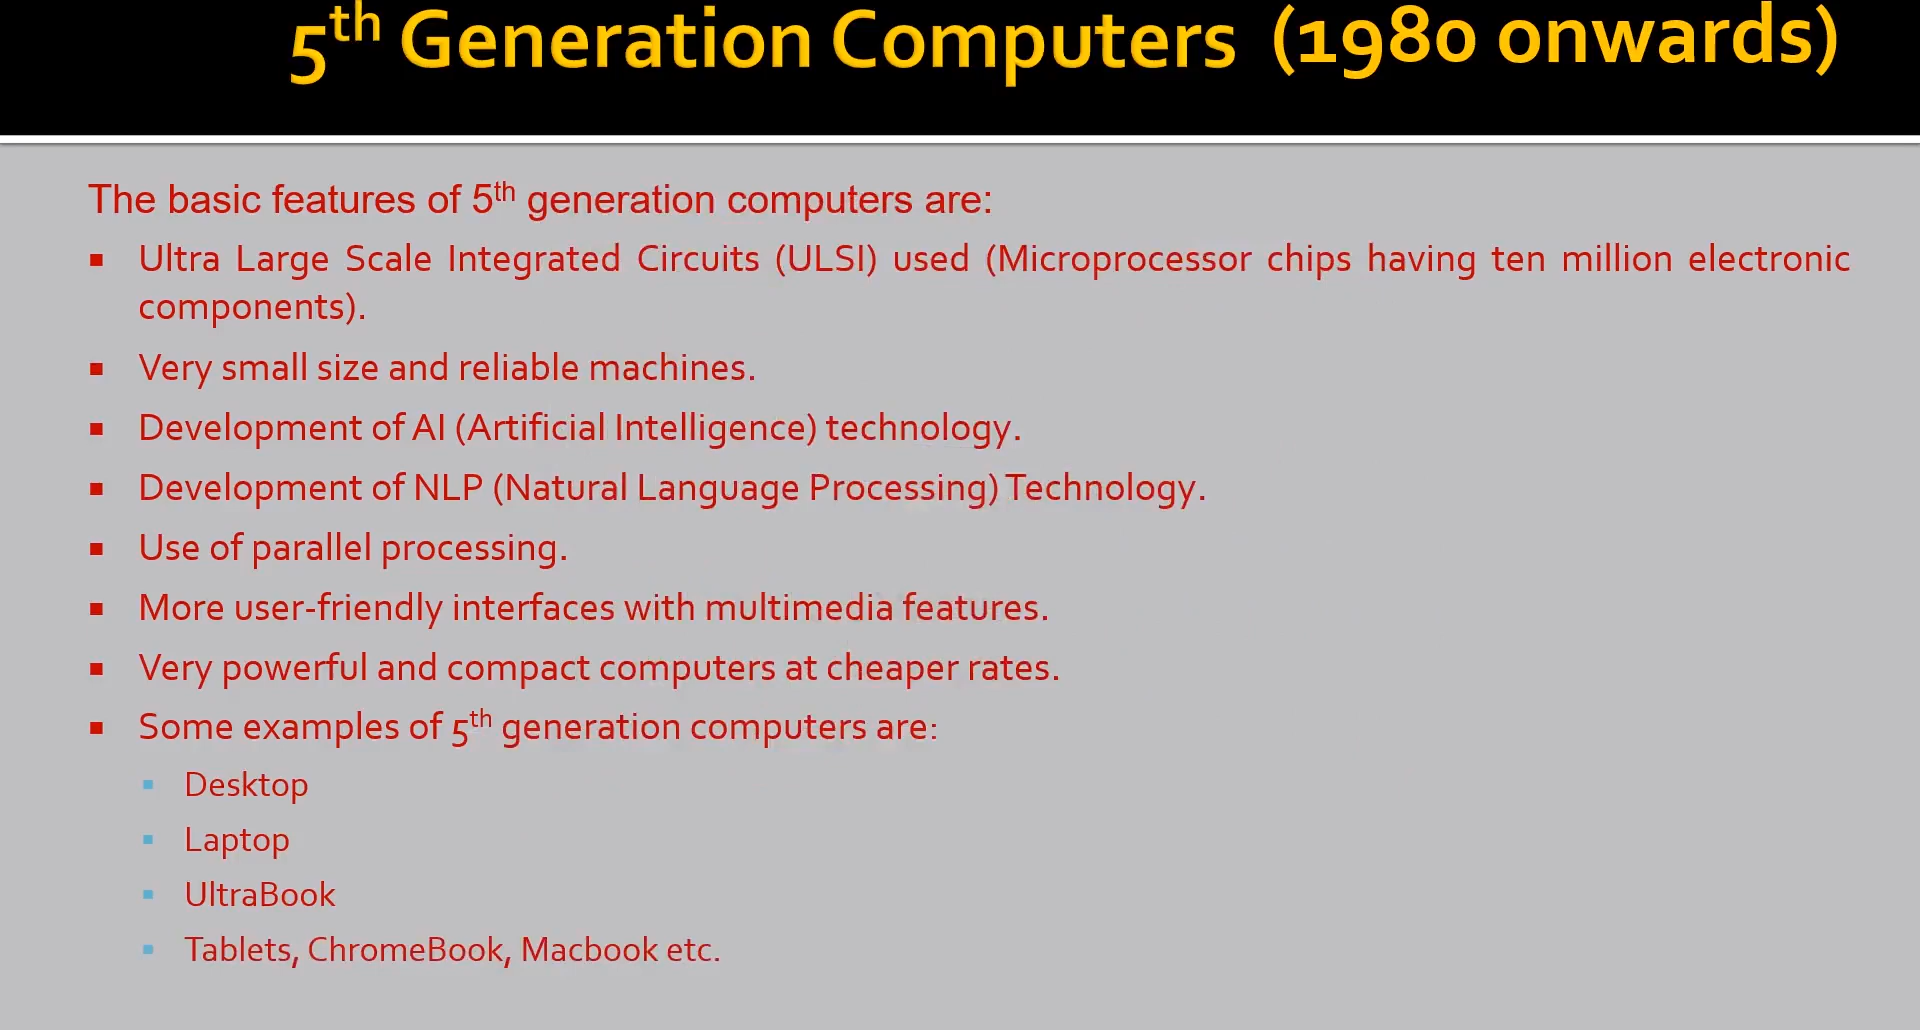 5th Generation Computers (1980 onwards)
The basic features of 5th generation computers are:
▪ Ultra Large Scale Integrated Circuits (ULSI) used (Microprocessor chips having ten million electronic
components).
▪ Very small size and reliable machines.
▪ Development of AI (Artificial Intelligence) technology.
▪ Development of NLP (Natural Language Processing) Technology.
▪ Use of parallel processing.
▪ More user-friendly interfaces with multimedia features.
▪ Very powerful and compact computers at cheaper rates.
▪ Some examples of 5th generation computers are:
▪ Desktop
▪ Laptop
▪ UltraBook
▪ Tablets, ChromeBook, Macbook etc.